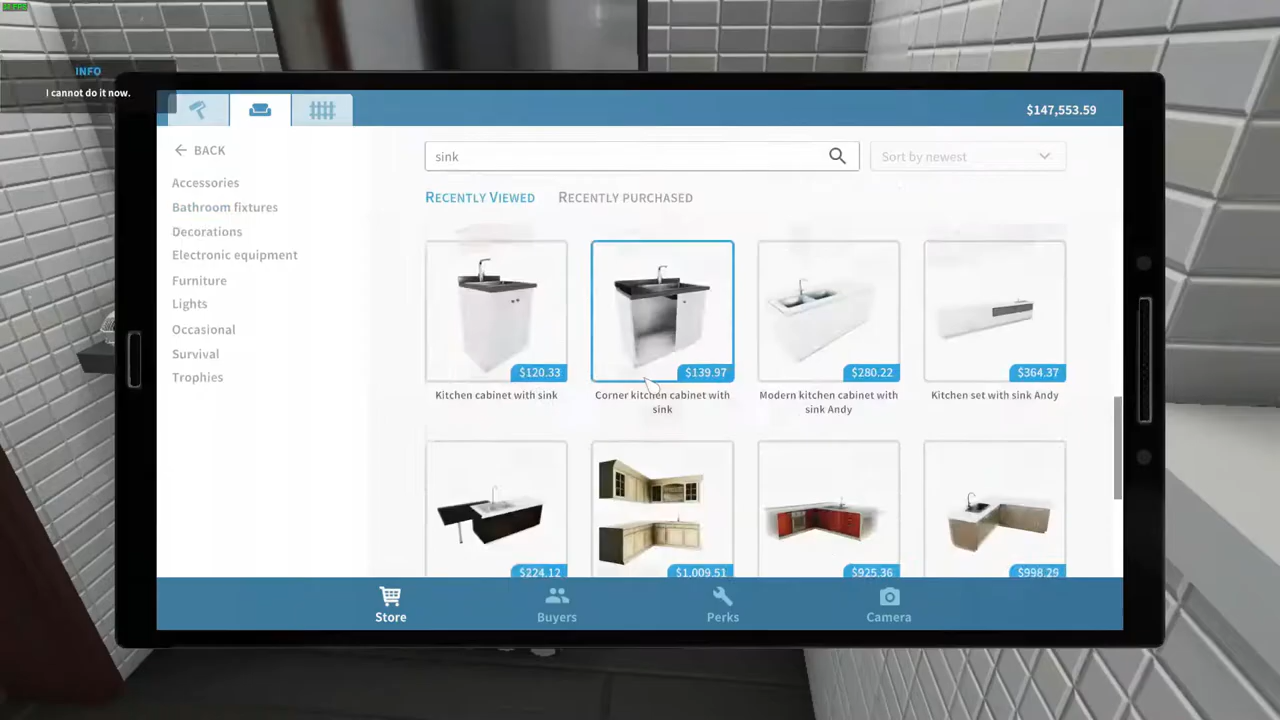 INFO
I cannot do it now.
$147,553.59
BACK
sink
Sort by newest
Accessories
Bathroom fixtures
Decorations
Electronic equipment
Furniture
Lights
Occasional
Survival
Trophies
RECENTLY VIEWED
RECENTLY PURCHASED
$120.33
$139.97
$280.22
$364.37
Kitchen cabinet with sink
Corner kitchen cabinet with
sink
Modern kitchen cabinet with
sink Andy
Kitchen set with sink Andy
$224.12
$1,009.51
$925.36
$998.29
Store
Buyers
Perks
Camera